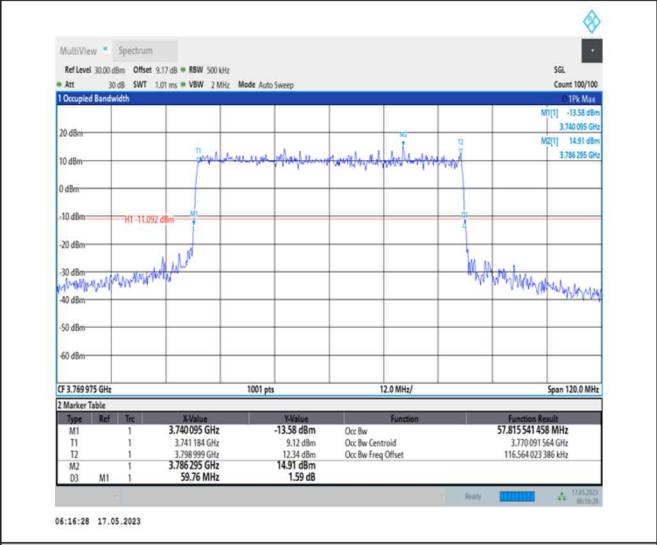 MultiView Spectrum
Ref Level 30.00 dBm Offset 9.17 dB RBW 500 kHz SGL
Att 30 dB SWT 1.01 ms VBW 2 MHz Mode Auto Sweep Count 100/100
1 Occupied Bandwidth 1Pk Max
M1[1] -13.58 dBm
3.740 095 GHz
M2[1] 14.91 dBm
3.786 295 GHz
20 dBm
M2
T2
T1
10 dBm
0 dBm
-10 dBm
M1
D3
H1 -11.092 dBm
-20 dBm
-30 dBm
-40 dBm
-50 dBm
-60 dBm
CF 3.769 975 GHz 1001 pts 12.0 MHz/ Span 120.0 MHz
2 Marker Table
Type Ref Trc X-Value Y-Value Function Function Result
M1 1 3.740 095 GHz -13.58 dBm Occ Bw 57.815 541 458 MHz
T1 1 3.741 184 GHz 9.12 dBm Occ Bw Centroid 3.770 091 564 GHz
T2 1 3.798 999 GHz 12.34 dBm Occ Bw Freq Offset 116.564 023 386 kHz
M2 1 3.786 295 GHz 14.91 dBm
D3 M1 1 59.76 MHz 1.59 dB
Ready 17.05.2023
06:16:28
06:16:28 17.05.2023